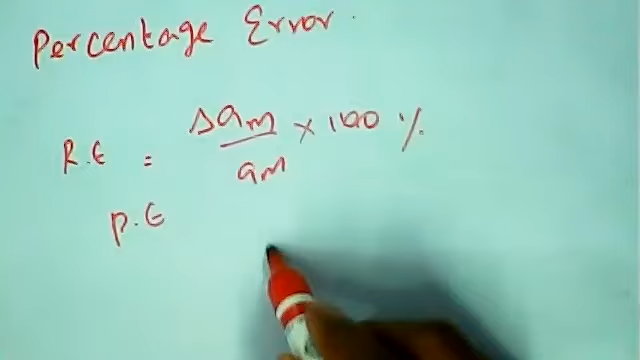 Percentage Error.
R.E = Δam/am × 100 %
P.E